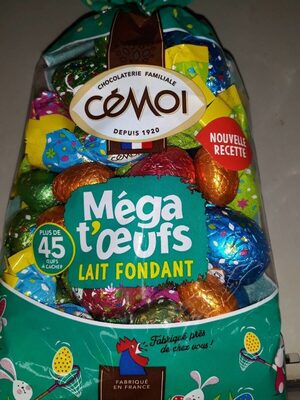 CHOCOLATERIE FAMILIALE
CÉMOI
DEPUIS 1920
NOUVELLE
RECETTE
Méga
t'œufs
LAIT FONDANT
PLUS DE
45
ŒUFS
À CACHER
Fabriqué près
de chez vous !
FABRIQUÉ
EN FRANCE